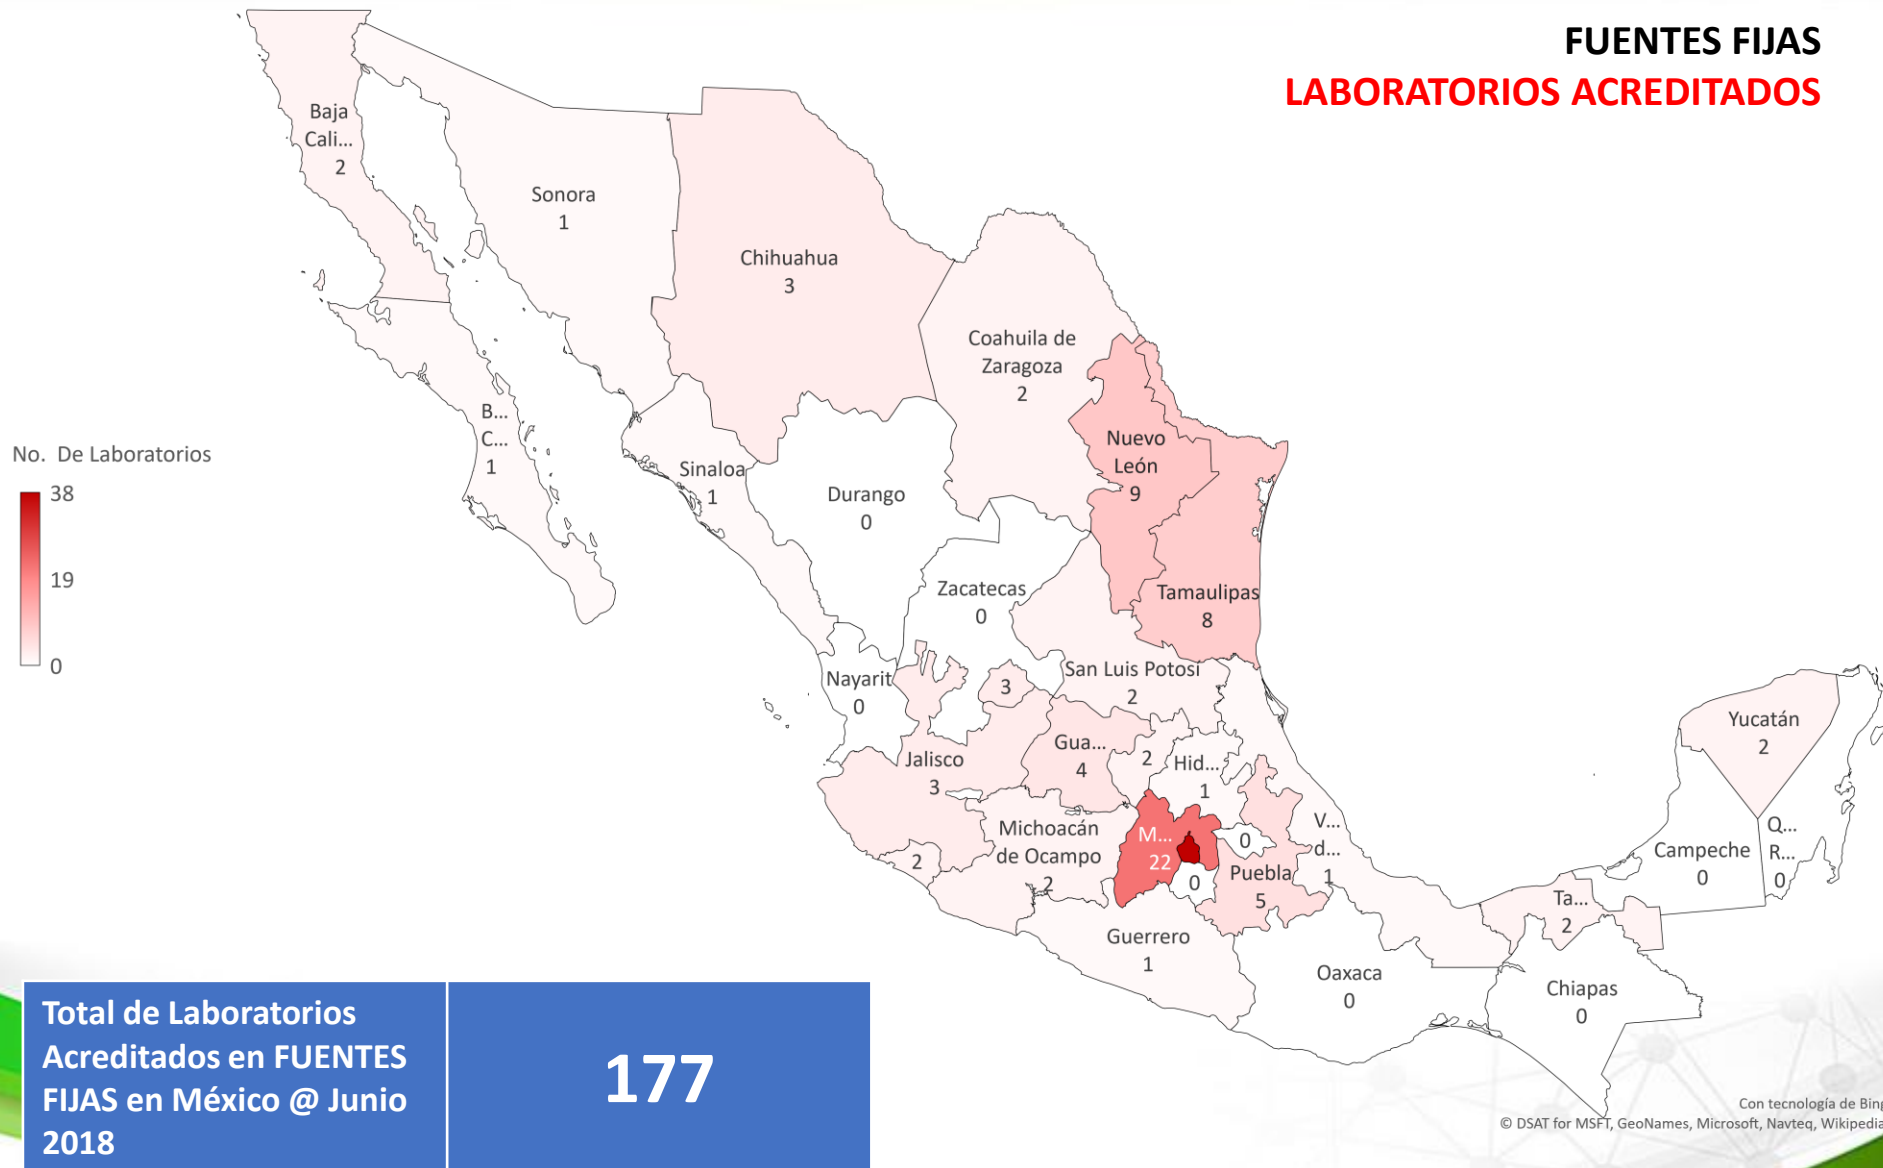 FUENTES FIJAS
LABORATORIOS ACREDITADOS
Baja
Cali...
2
Sonora
1
Chihuahua
3
Coahuila de
Zaragoza
2
B...
C...
1
Sinaloa
1
Durango
0
Nuevo
León
9
Tamaulipas
8
Zacatecas
0
Nayarit
0
3
San Luis Potosí
2
Jalisco
3
Gua...
4
2
Hid...
1
Michoacán
de Ocampo
2
2
M...
22
0
0
Puebla
5
V...
d...
1
Guerrero
1
Oaxaca
0
Ta...
2
Chiapas
0
Campeche
0
Yucatán
2
Q...
R...
0
No. De Laboratorios
38
19
0
Total de Laboratorios
Acreditados en FUENTES
FIJAS en México @ Junio
2018
177
Con tecnología de Bing
© DSAT for MSFT, GeoNames, Microsoft, Navteq, Wikipedia